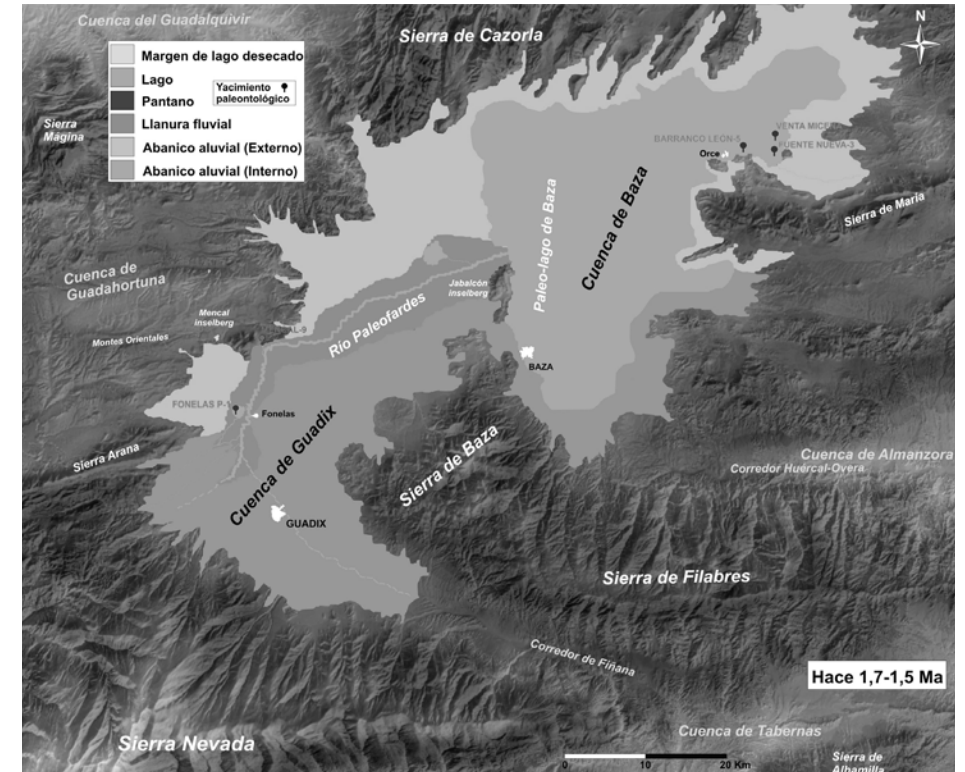 Cuenca del Guadalquivir
N
Sierra de Cazorla
Margen de lago desecado
Lago
Pantano
Llanura fluvial
Abanico aluvial (Externo)
Abanico aluvial (Interno)
Yacimiento
paleontológico
Sierra
Mágina
VENTA MICE
BARRANCO LEON-5
FUENTE NUEVA-3
Orce
Sierra de María
Cuenca de Baza
Paleo-lago de Baza
Cuenca de
Guadahortuna
Jabalcón
inselberg
Mencal
inselberg
Montes Orientales
Río Paleofardes
BAZA
FONELAS P-1
Fonelas
Sierra Arana
Cuenca de Guadix
Sierra de Baza
Cuenca de Almanzora
Corredor Huércal-Overa
GUADIX
Sierra de Filabres
Corredor de Fiñana
Hace 1,7-1,5 Ma
Sierra Nevada
Cuenca de Tabernas
0 10 20 Km
Sierra de
Alhamilla